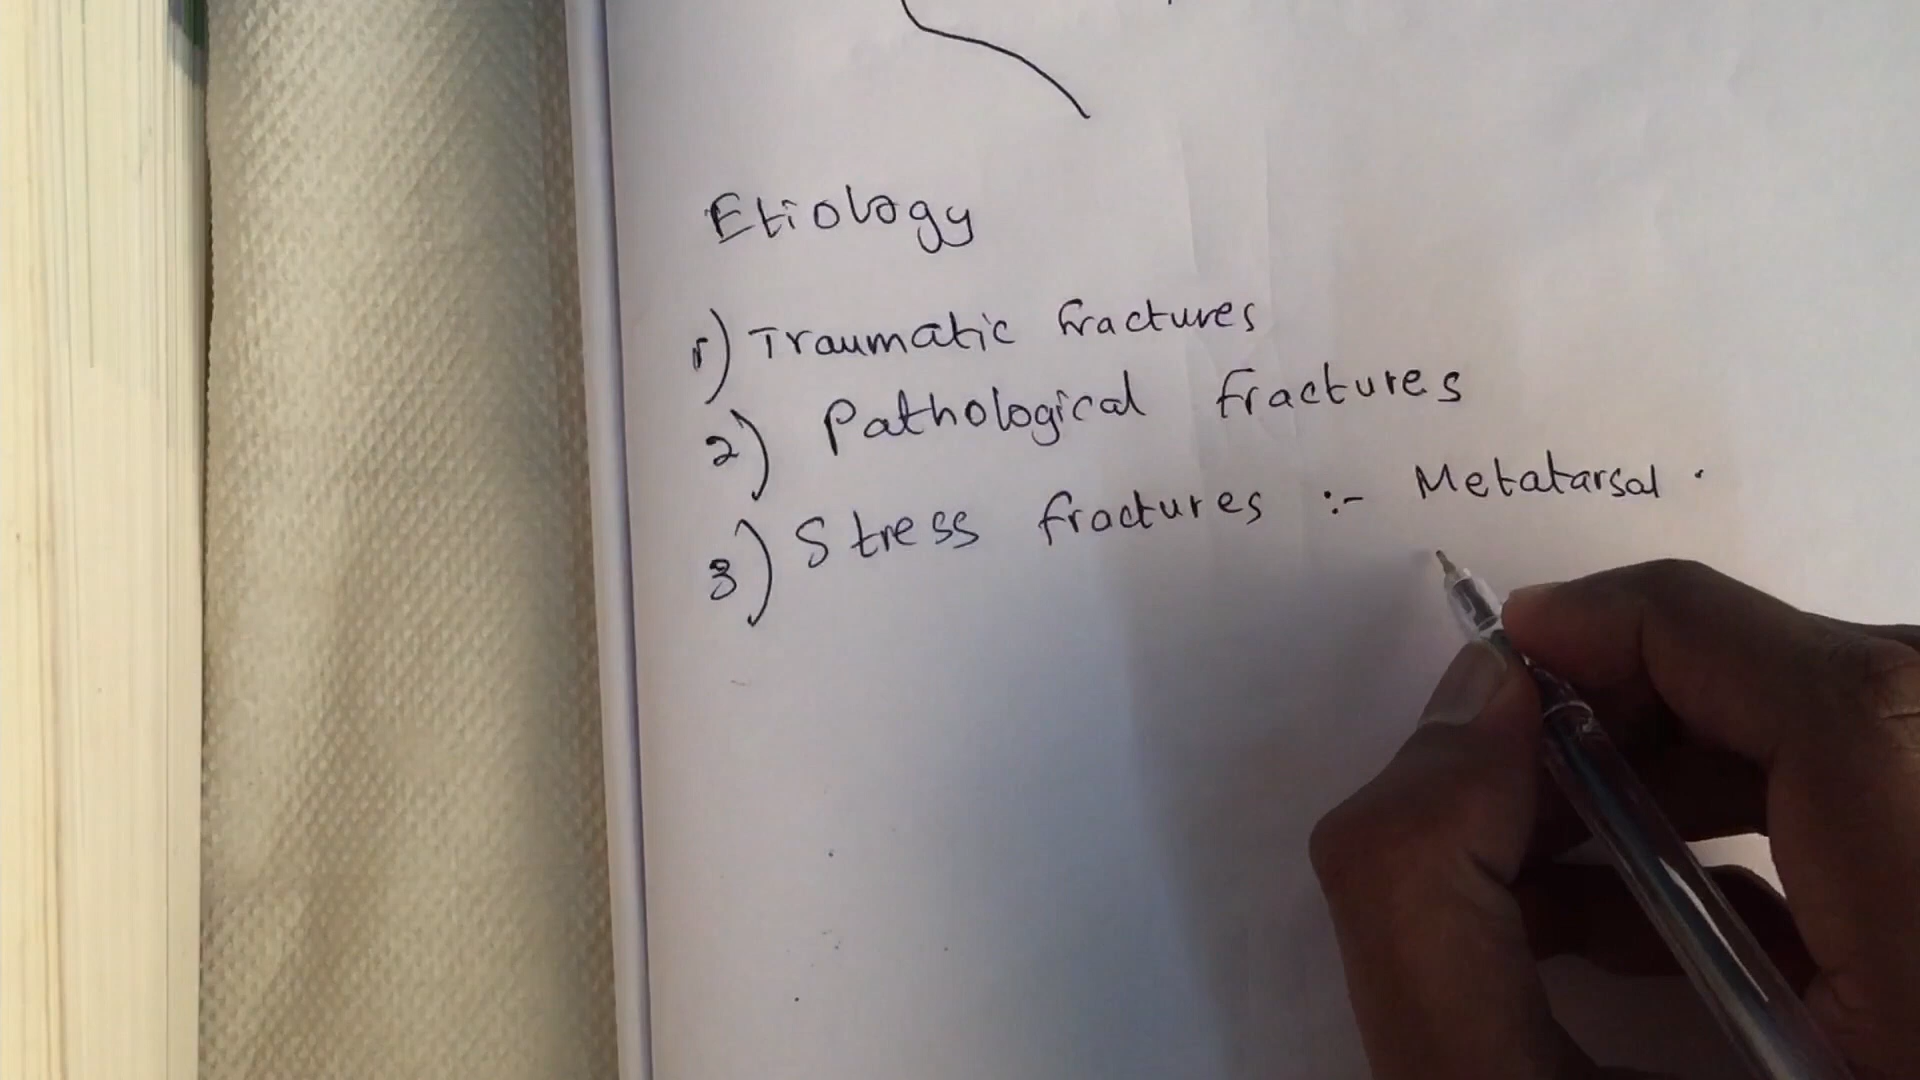 Etiology
1) Traumatic fractures
2) Pathological fractures
3) Stress fractures :- Metatarsal .